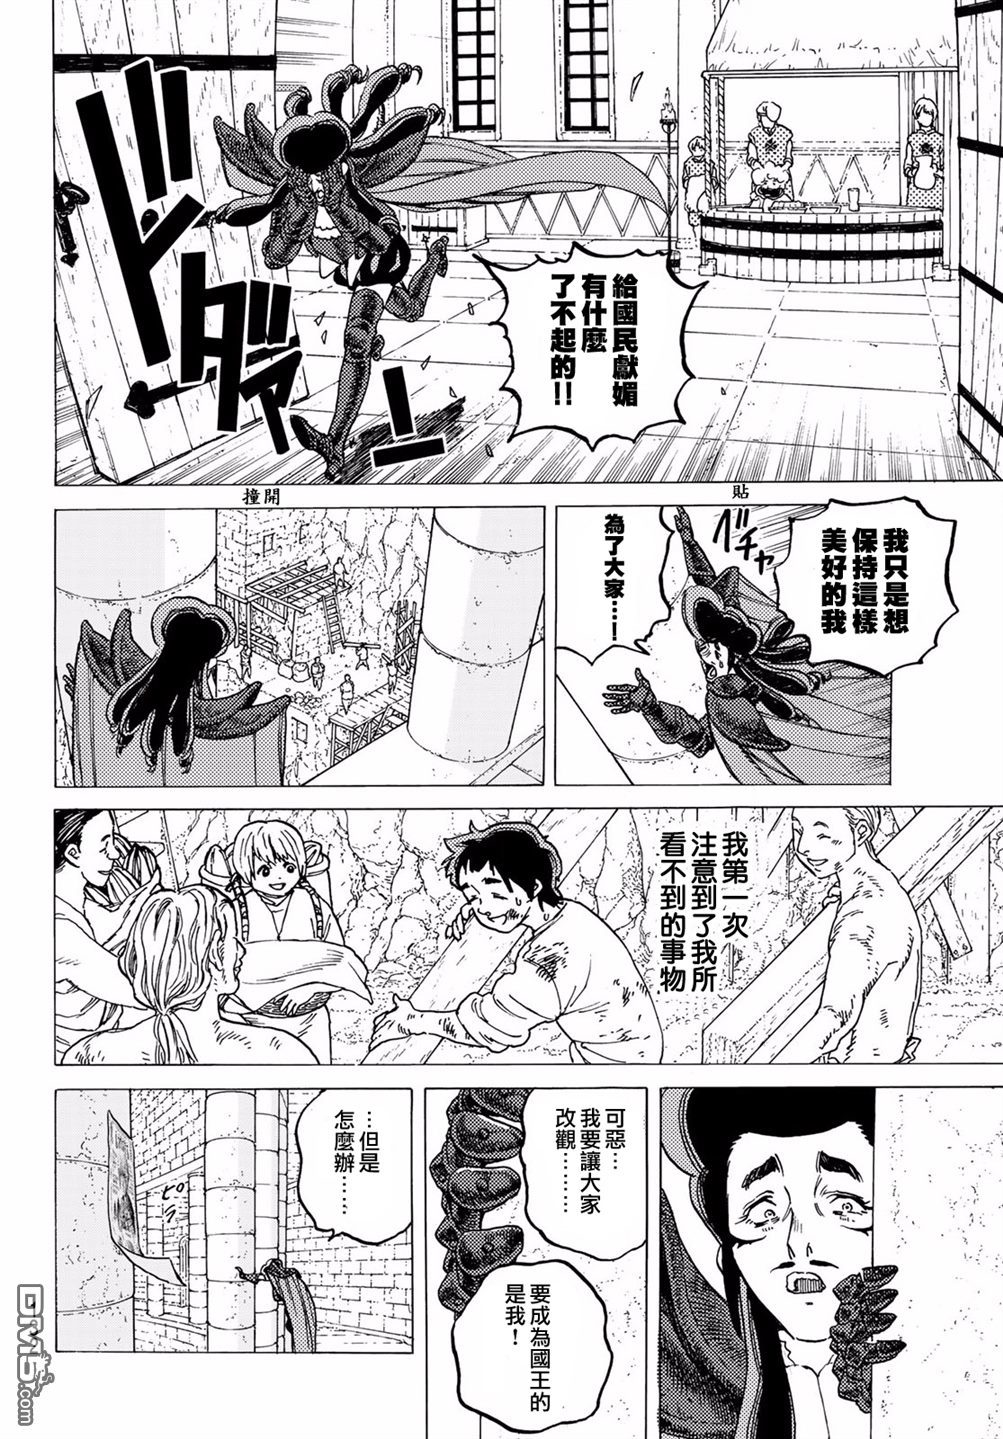 給國民獻媚
有什麼
了不起的!!
ドダァー
撞開
貼
我只是想
保持這樣
美好的我
グチャ
為了大家…!
我第一次
注意到了我所
看不到的事物
可惡…
我要讓大家
改觀………
要成為國王的
是我！
…但是
怎麼辦……
ピラ
DM5